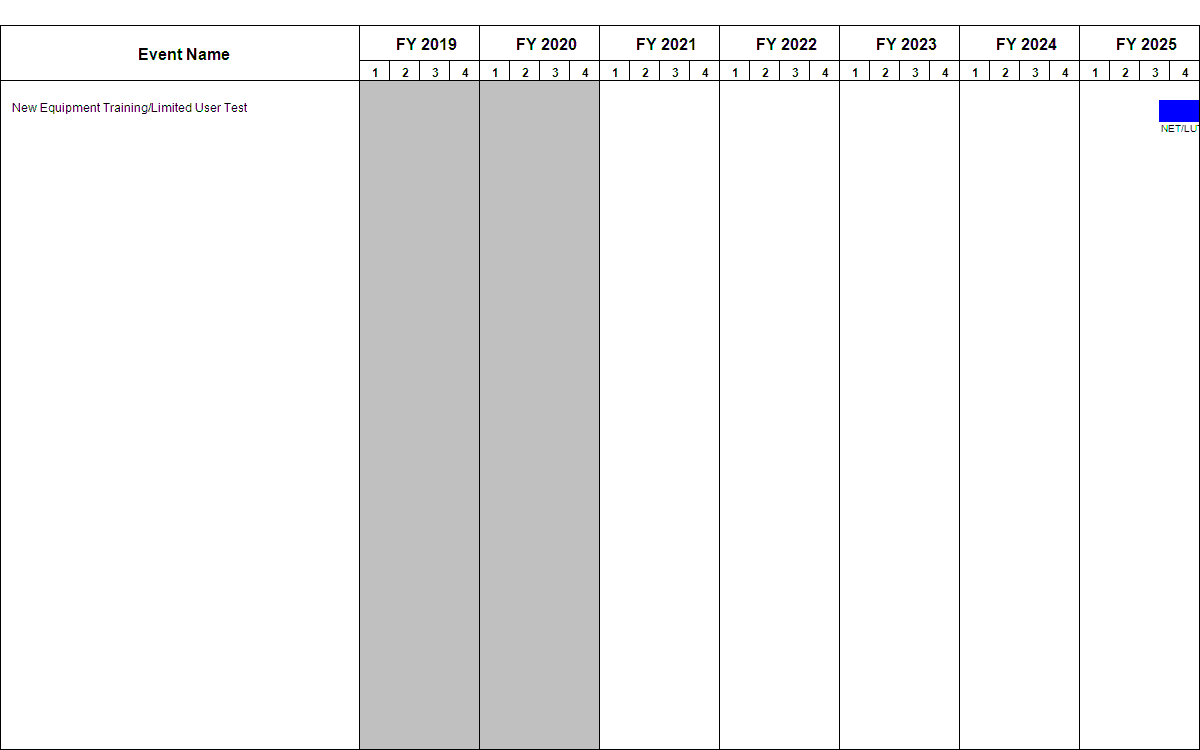 Event Name
FY 2019 FY 2020 FY 2021 FY 2022 FY 2023 FY 2024 FY 2025
1 2 3 4 1 2 3 4 1 2 3 4 1 2 3 4 1 2 3 4 1 2 3 4 1 2 3 4
New Equipment Training/Limited User Test
NET/LUT